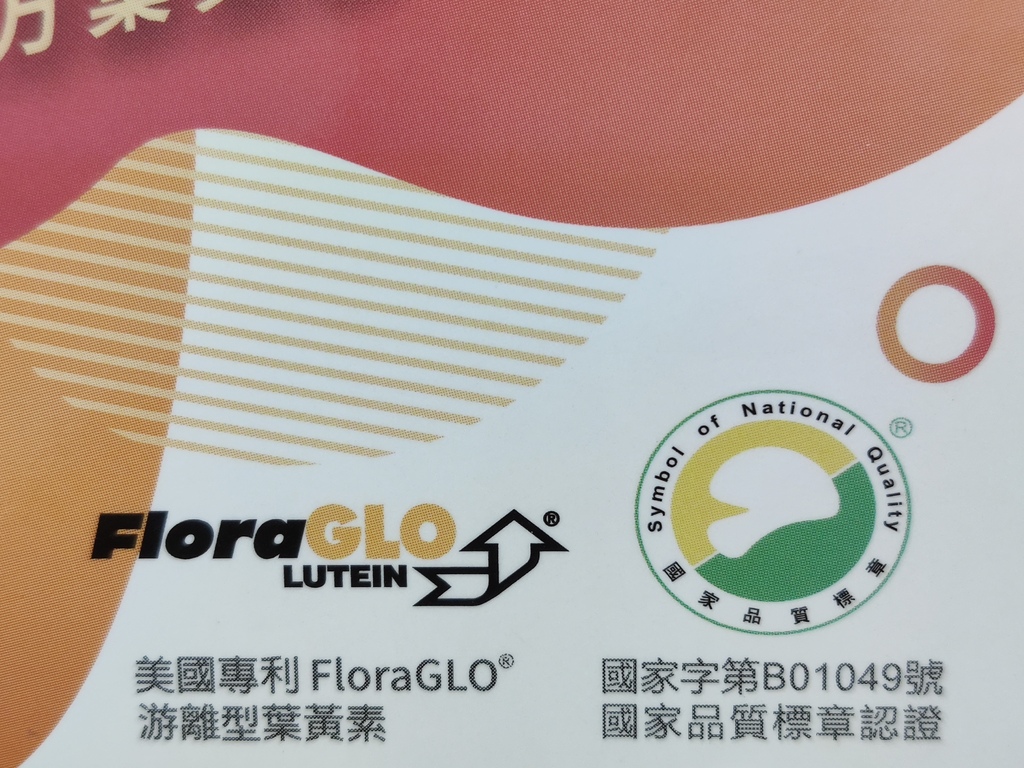 方案
Symbol of National Quality
®
FloraGLO®
LUTEIN
國家品質標章
美國專利 FloraGLO®
游離型葉黃素
國家字第B01049號
國家品質標章認證